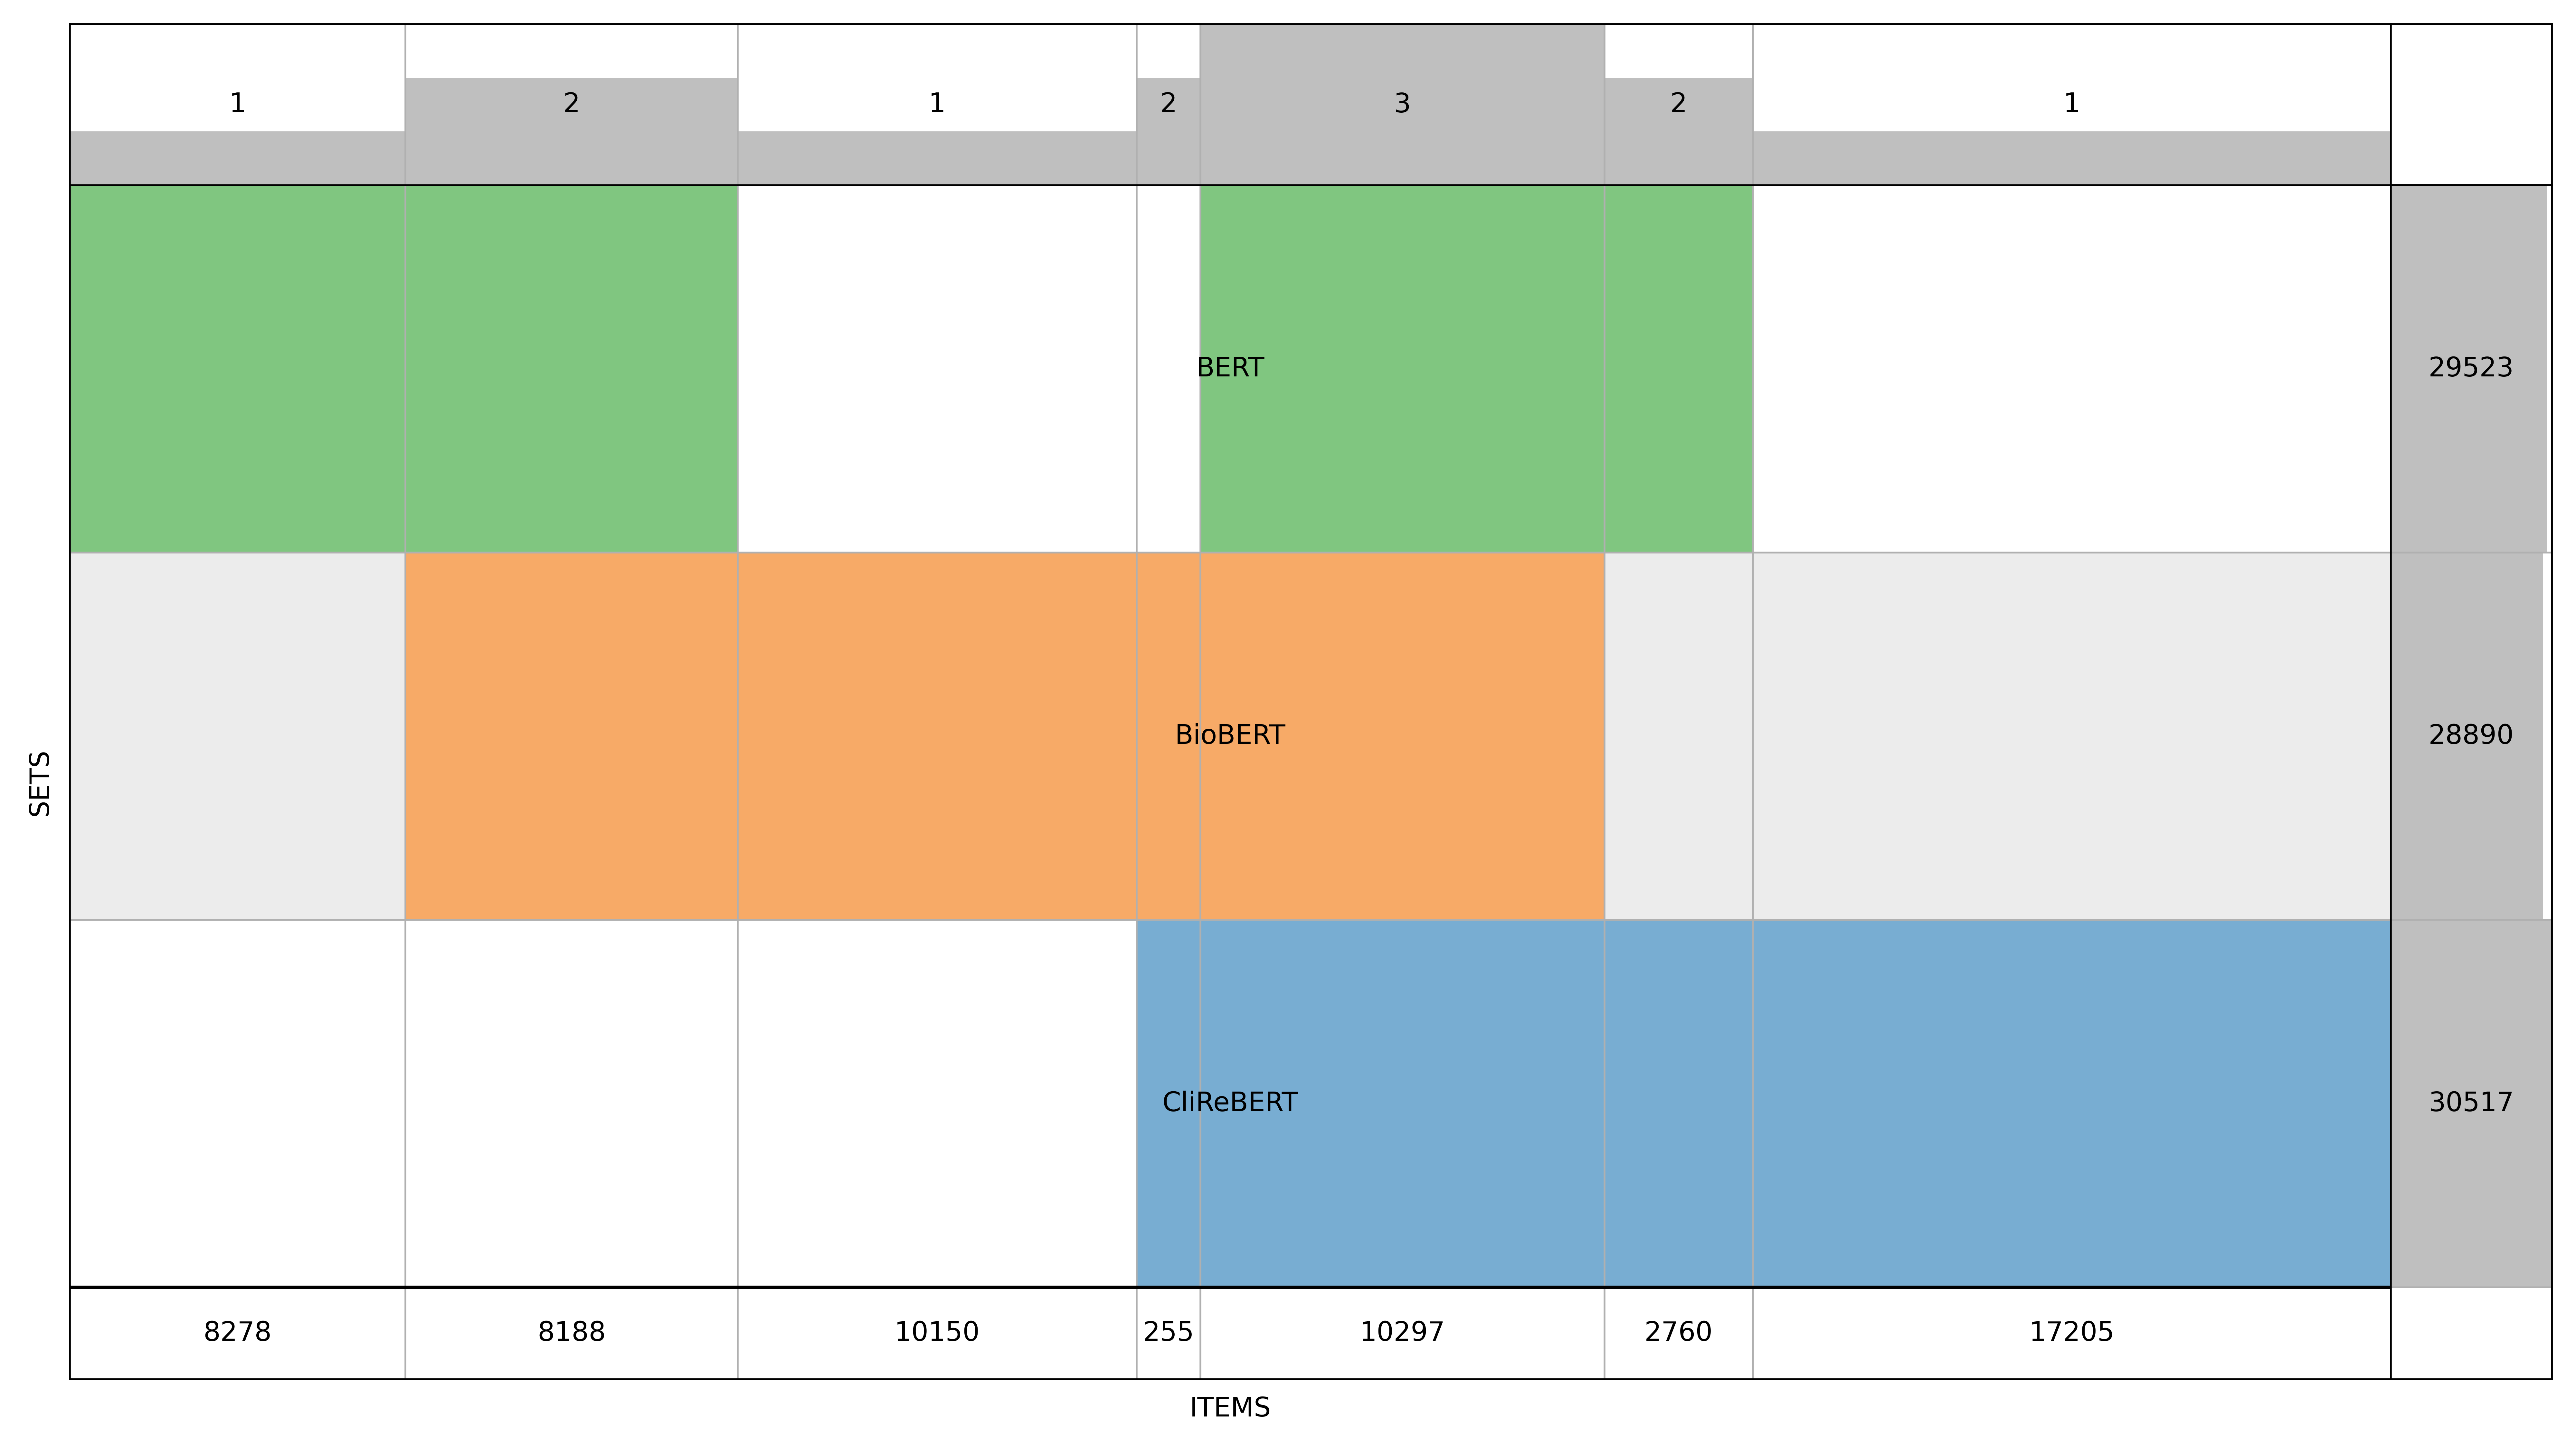 1 2 1 2 3 2 1
BERT 29523
BioBERT 28890
SETS
CliReBERT 30517
8278 8188 10150 255 10297 2760 17205
ITEMS